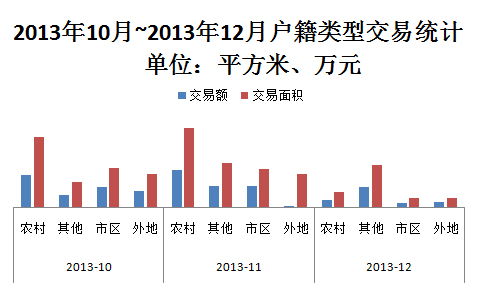 2013年10月~2013年12月户籍类型交易统计
单位：平方米、万元
交易额 交易面积
农村 其他 市区 外地 农村 其他 市区 外地 农村 其他 市区 外地
2013-10 2013-11 2013-12